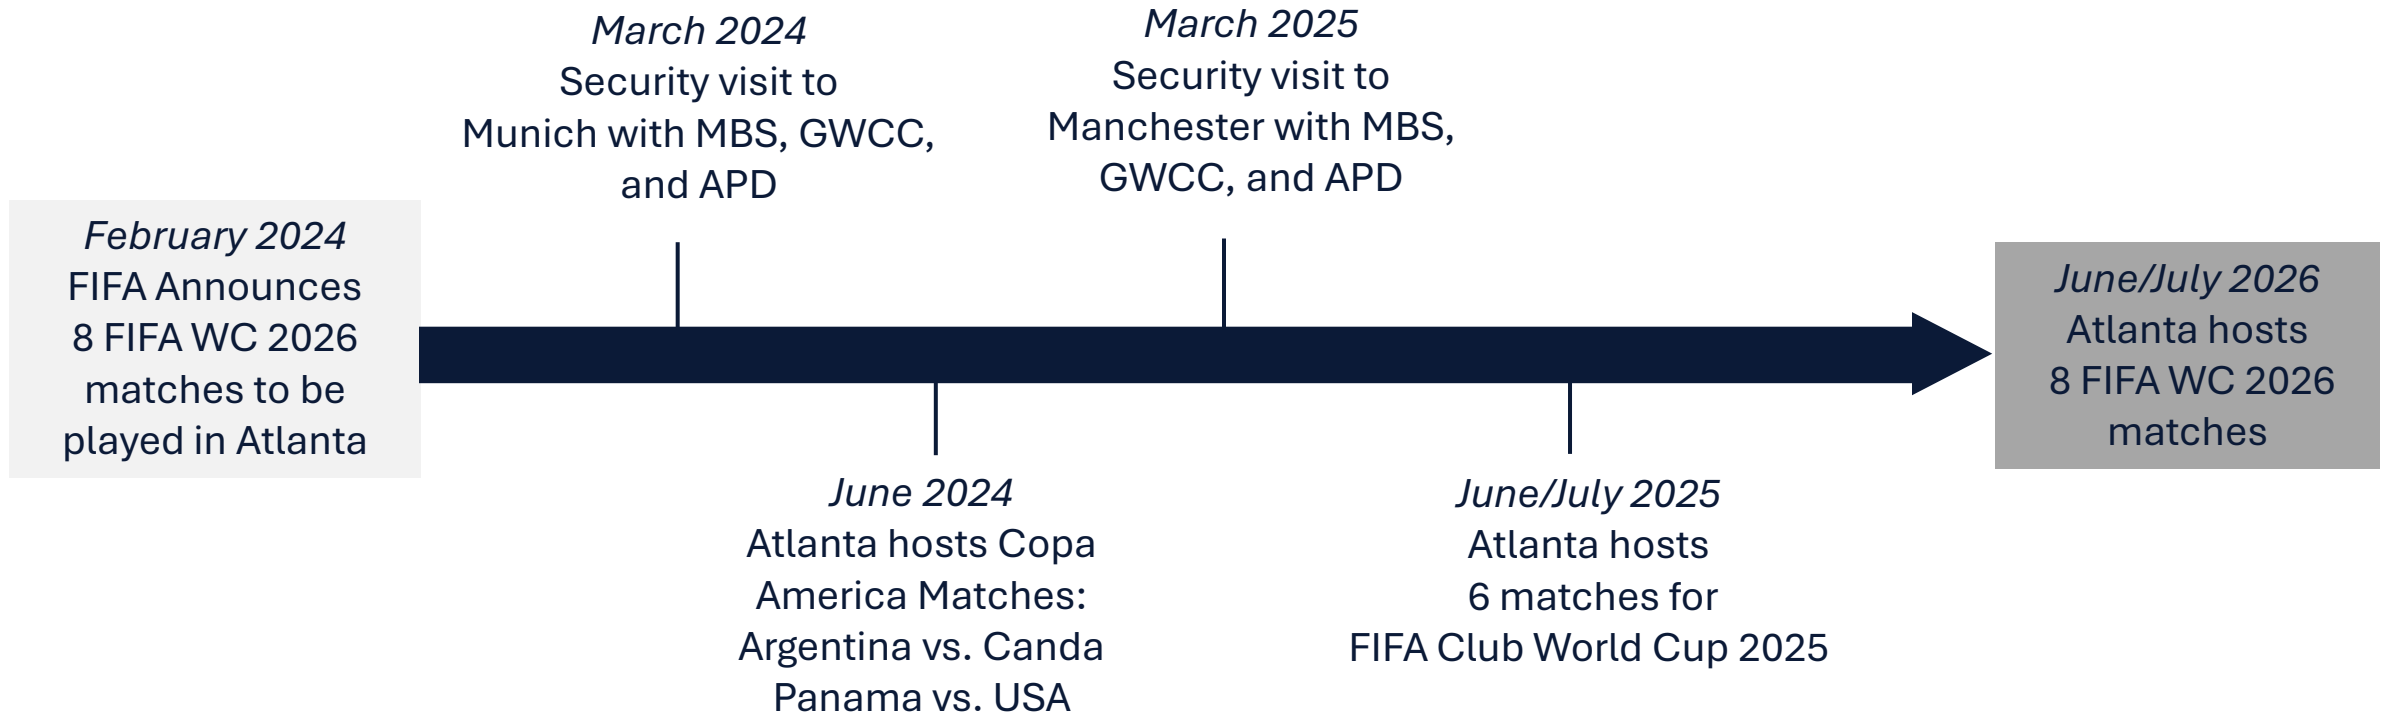 February 2024
FIFA Announces
8 FIFA WC 2026
matches to be
played in Atlanta
March 2024
Security visit to
Munich with MBS, GWCC,
and APD
June 2024
Atlanta hosts Copa
America Matches:
Argentina vs. Canda
Panama vs. USA
March 2025
Security visit to
Manchester with MBS,
GWCC, and APD
June/July 2025
Atlanta hosts
6 matches for
FIFA Club World Cup 2025
June/July 2026
Atlanta hosts
8 FIFA WC 2026
matches